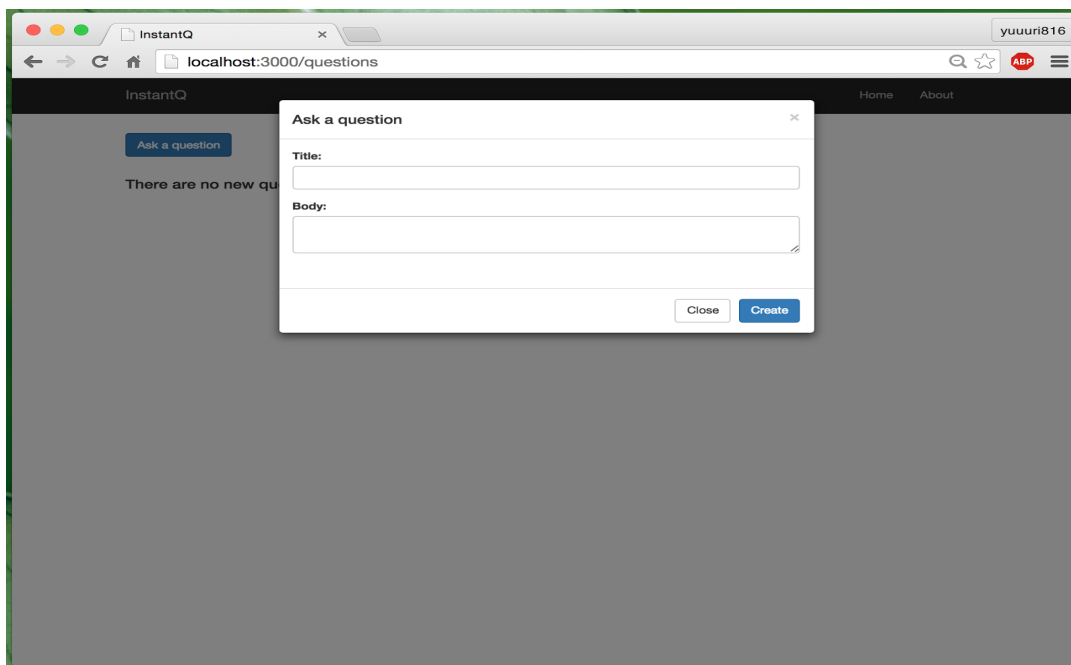 InstantQ
yuuuri816
localhost:3000/questions
ABP
InstantQ
Home About
Ask a question
There are no new
Ask a question
Title:
Body:
Close Create